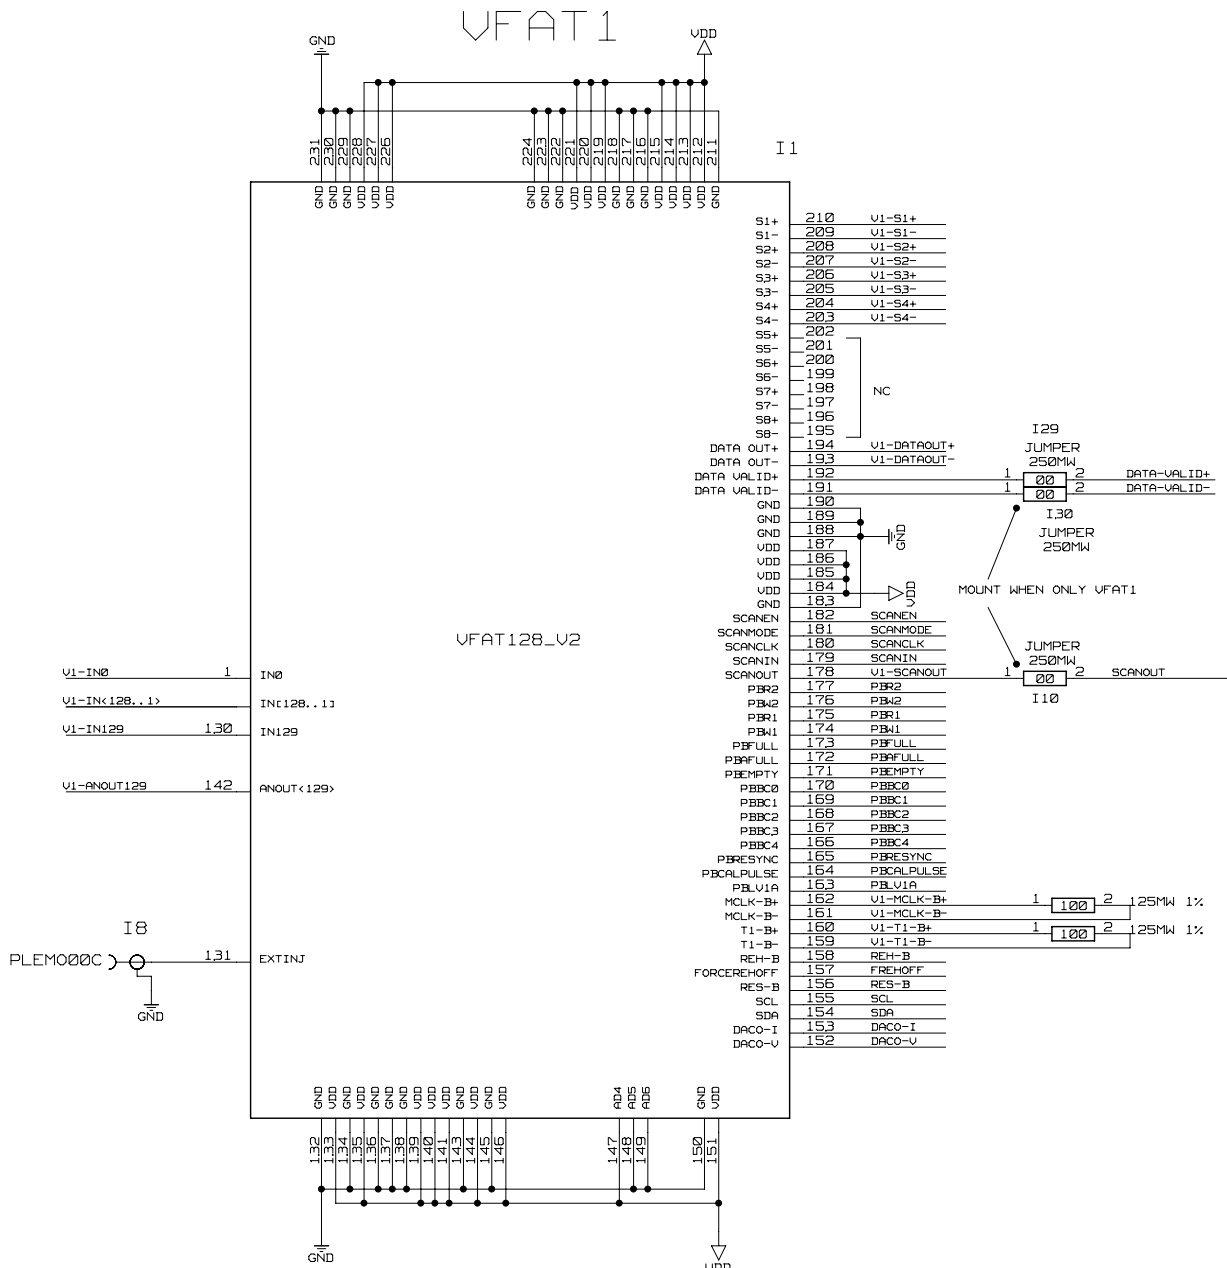 VFAT1
GND
VDD
231 230 229 228 227 226 224 223 222 221 220 219 218 217 216 215 214 213 212 211
I1
GND GND GND VDD VDD VDD GND GND GND VDD VDD VDD GND GND GND VDD VDD VDD VDD GND
S1+ 210 V1-S1+
S1- 209 V1-S1-
S2+ 208 V1-S2+
S2- 207 V1-S2-
S3+ 206 V1-S3+
S3- 205 V1-S3-
S4+ 204 V1-S4+
S4- 203 V1-S4-
S5+ 202
S5- 201
S6+ 200
S6- 199
S7+ 198
NC
S7- 197
S8+ 196
S8- 195
I29
DATA OUT+ 194 V1-DATAOUT+
JUMPER
DATA OUT- 193 V1-DATAOUT-
250MW
DATA VALID+ 192 1 00 2 DATA-VALID+
DATA VALID- 191 1 00 2 DATA-VALID-
GND 190
I30
GND 189
JUMPER
GND 188
GND
250MW
VDD 187
VDD 186
VDD 185
VDD 184
VDD
MOUNT WHEN ONLY VFAT1
GND 183
SCANEN 182 SCANEN
SCANMODE 181 SCANMODE
VFAT128_V2
SCANCLK 180 SCANCLK
JUMPER
SCANIN 179 SCANIN
250MW
V1-IN0 1 IN0
SCANOUT 178 V1-SCANOUT 1 00 2 SCANOUT
PBR2 177 PBR2
I10
V1-IN<128..1> IN[128..1]
PBW2 176 PBW2
PBR1 175 PBR1
V1-IN129 130 IN129
PBW1 174 PBW1
PBFULL 173 PBFULL
PBAFULL 172 PBAFULL
PBEMPTY 171 PBEMPTY
V1-ANOUT129 142 ANOUT<129>
PBBC0 170 PBBC0
PBBC1 169 PBBC1
PBBC2 168 PBBC2
PBBC3 167 PBBC3
PBBC4 166 PBBC4
PBRESYNC 165 PBRESYNC
PBCALPULSE 164 PBCALPULSE
PBLV1A 163 PBLV1A
MCLK-B+ 162 V1-MCLK-B+ 1 100 2 125MW 1%
MCLK-B- 161 V1-MCLK-B-
T1-B+ 160 V1-T1-B+ 1 100 2 125MW 1%
T1-B- 159 V1-T1-B-
I8
PLEMO00C 131 EXTINJ
GND
REH-B 158 REH-B
FORCEREHOFF 157 FREHOFF
RES-B 156 RES-B
SCL 155 SCL
SDA 154 SDA
DACO-I 153 DACO-I
DACO-V 152 DACO-V
GND VDD GND VDD GND GND GND VDD VDD VDD GND VDD GND VDD AD4 AD5 AD6 GND VDD
132 133 134 135 136 137 138 139 140 141 143 144 145 146 147 148 149 150 151
GND
VDD